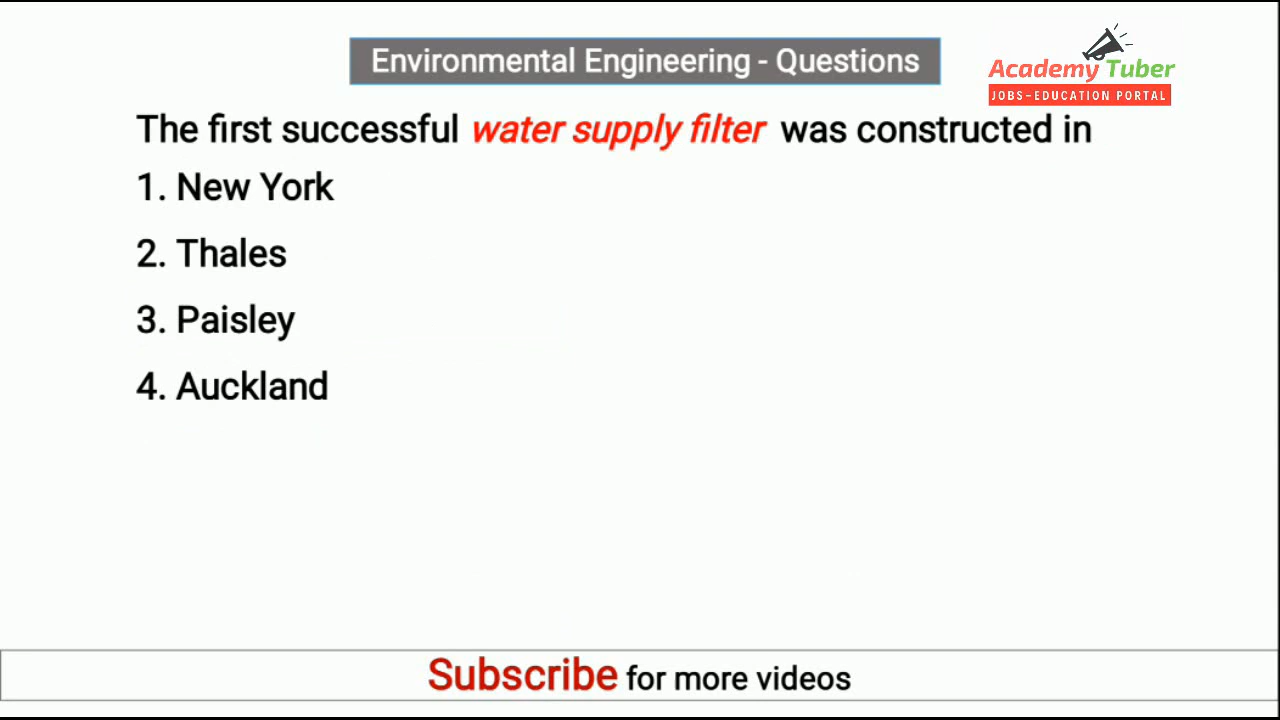 Environmental Engineering - Questions
Academy Tuber
JOBS-EDUCATION PORTAL
The first successful water supply filter was constructed in
1. New York
2. Thales
3. Paisley
4. Auckland
Subscribe for more videos